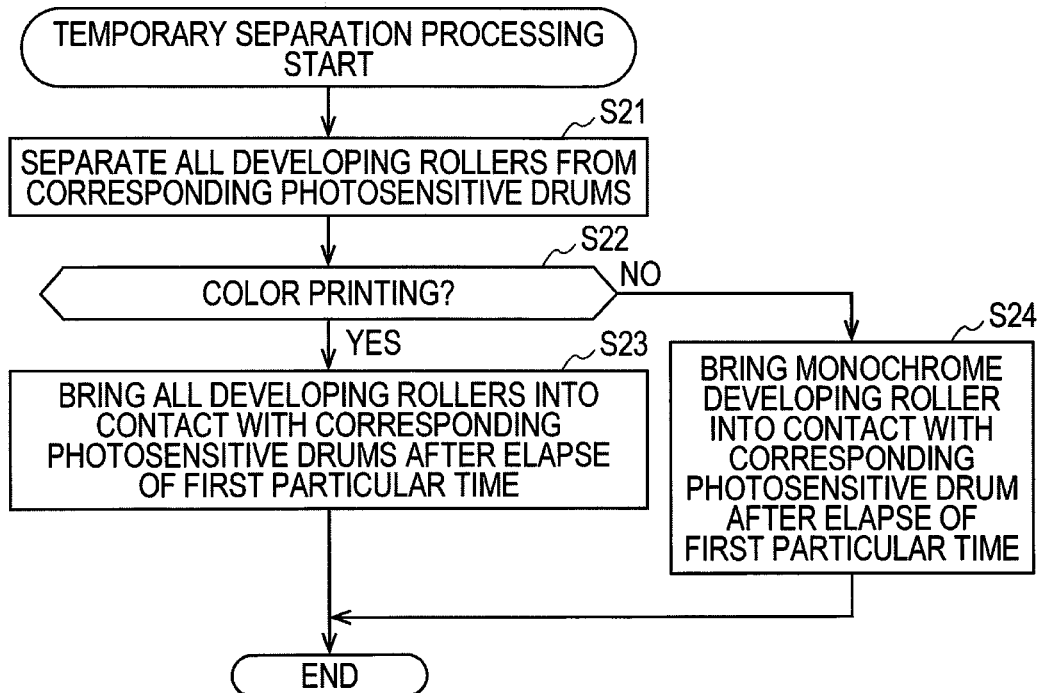 TEMPORARY SEPARATION PROCESSING
START
S21
SEPARATE ALL DEVELOPING ROLLERS FROM
CORRESPONDING PHOTOSENSITIVE DRUMS
S22
COLOR PRINTING?
NO
YES
S23
BRING ALL DEVELOPING ROLLERS INTO
CONTACT WITH CORRESPONDING
PHOTOSENSITIVE DRUMS AFTER ELAPSE
OF FIRST PARTICULAR TIME
S24
BRING MONOCHROME
DEVELOPING ROLLER
INTO CONTACT WITH
CORRESPONDING
PHOTOSENSITIVE DRUM
AFTER ELAPSE OF
FIRST PARTICULAR TIME
END